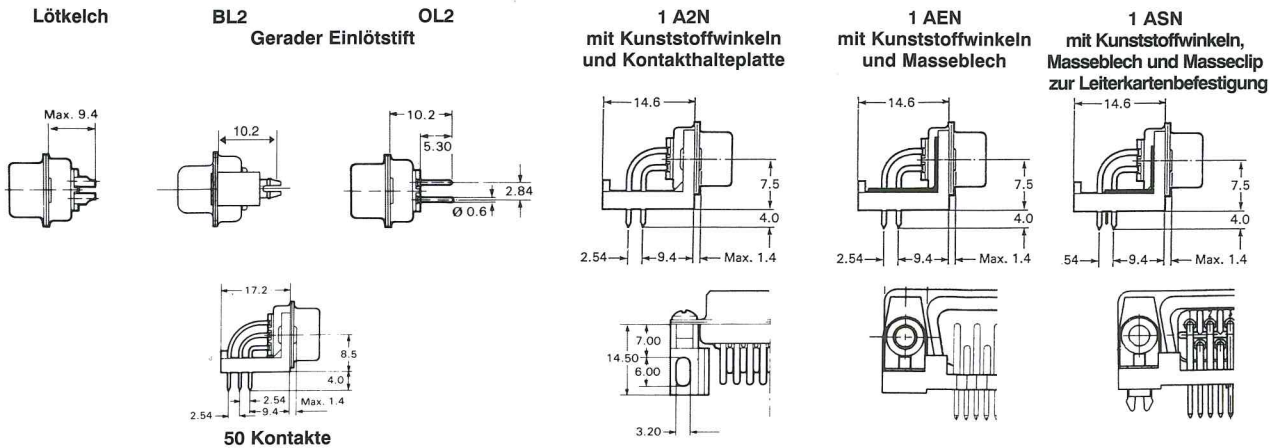 Lötkelch
BL2
OL2
Gerader Einlötstift
1 A2N
mit Kunststoffwinkeln
und Kontakthalteplatte
1 AEN
mit Kunststoffwinkeln
und Masseblech
1 ASN
mit Kunststoffwinkeln,
Masseblech und Masseclip
zur Leiterkartenbefestigung
Max. 9.4
10.2
10.2
5.30
2.84
Ø 0.6
14.6
7.5
4.0
2.54
9.4
Max. 1.4
14.6
7.5
4.0
2.54
9.4
Max. 1.4
14.6
7.5
4.0
.54
9.4
Max. 1.4
17.2
8.5
4.0
2.54
Max. 1.4
2.54
9.4
50 Kontakte
7.00
14.50
6.00
3.20